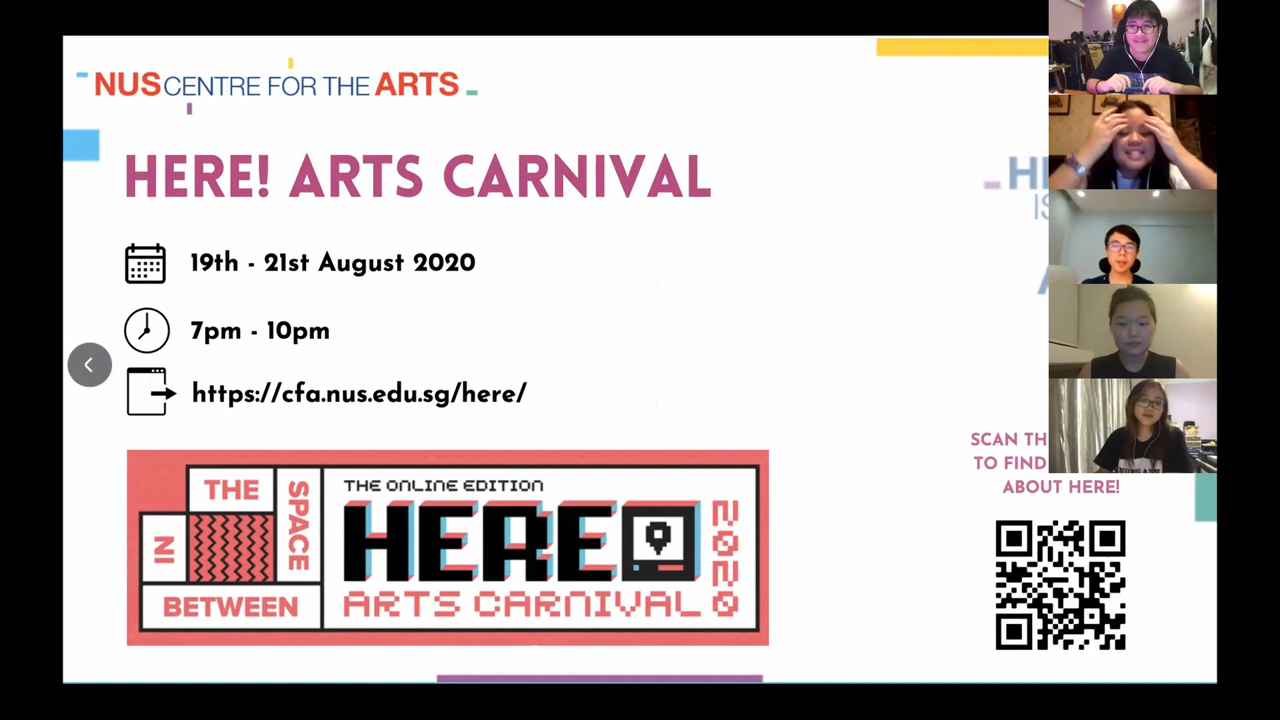 NUS CENTRE FOR THE ARTS
HERE! ARTS CARNIVAL
19th - 21st August 2020
7pm - 10pm
https://cfa.nus.edu.sg/here/
SCAN
TO FIND
ABOUT HERE!
THE
SPACE
IN
BETWEEN
THE ONLINE EDITION
HERE
2020
ARTS CARNIVAL